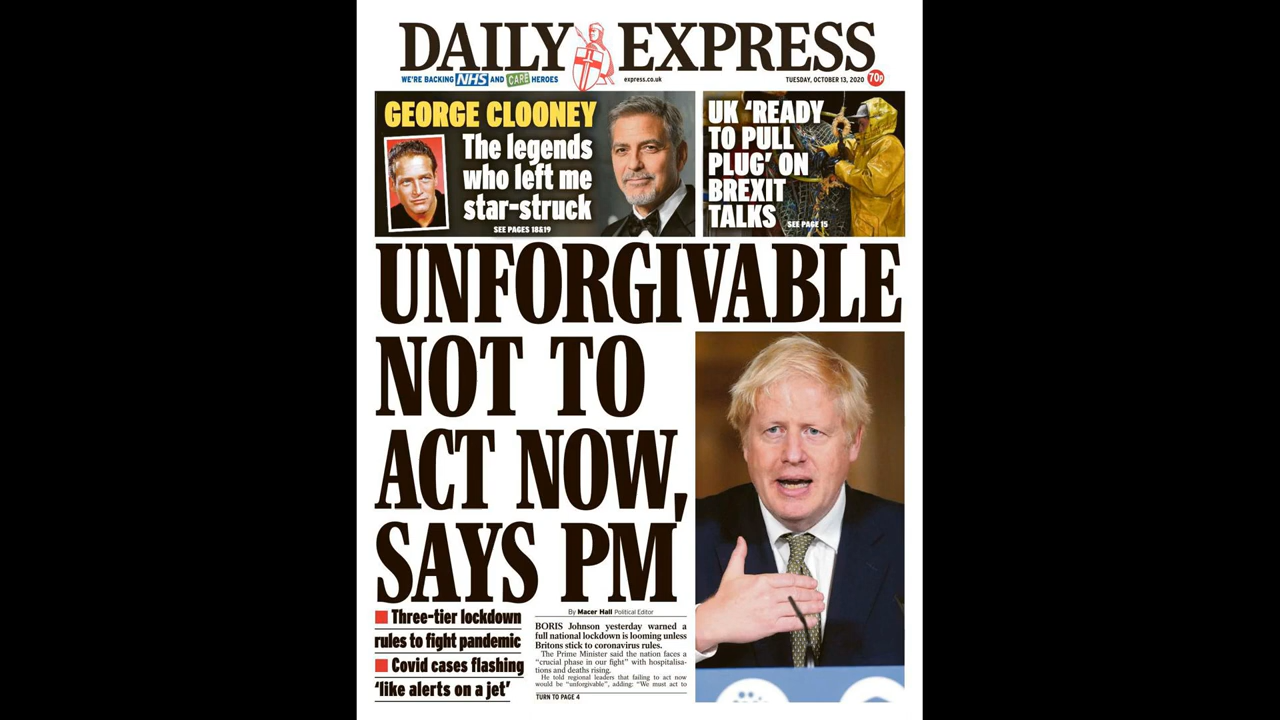 DAILY EXPRESS
WE'RE BACKING NHS AND CARE HEROES
express.co.uk
TUESDAY, OCTOBER 13, 2020 70p
GEORGE CLOONEY
The legends
who left me
star-struck
SEE PAGES 18&19
UK ‘READY
TO PULL
PLUG’ ON
BREXIT
TALKS
SEE PAGE 15
UNFORGIVABLE
NOT TO
ACT NOW,
SAYS PM
Three-tier lockdown
rules to fight pandemic
Covid cases flashing
‘like alerts on a jet’
By Macer Hall Political Editor
BORIS Johnson yesterday warned a
full national lockdown is looming unless
Britons stick to coronavirus rules.
The Prime Minister said the nation faces a
“crucial phase in our fight” with hospitalisa-
tions and deaths rising.
He told regional leaders that failing to act now
would be “unforgivable”, adding: “We must act to
TURN TO PAGE 4